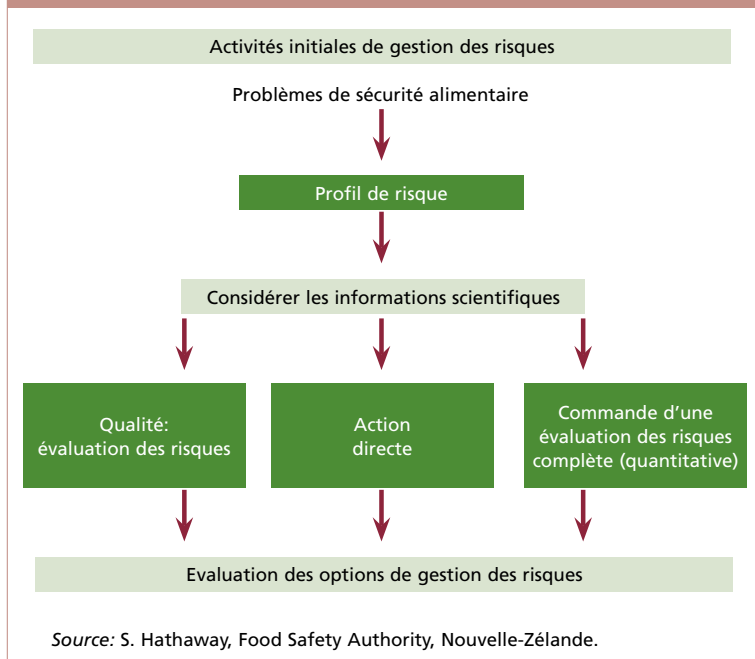 Activités initiales de gestion des risques
Problèmes de sécurité alimentaire
Profil de risque
Considérer les informations scientifiques
Qualité:
évaluation des risques
Action
directe
Commande d'une
évaluation des risques
complète (quantitative)
Evaluation des options de gestion des risques
Source: S. Hathaway, Food Safety Authority, Nouvelle-Zélande.